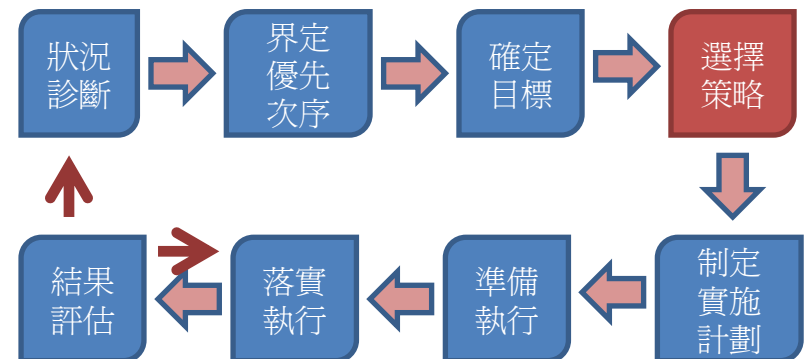 狀況
診斷
界定
優先
次序
確定
目標
選擇
策略
制定
實施
計劃
準備
執行
落實
執行
結果
評估